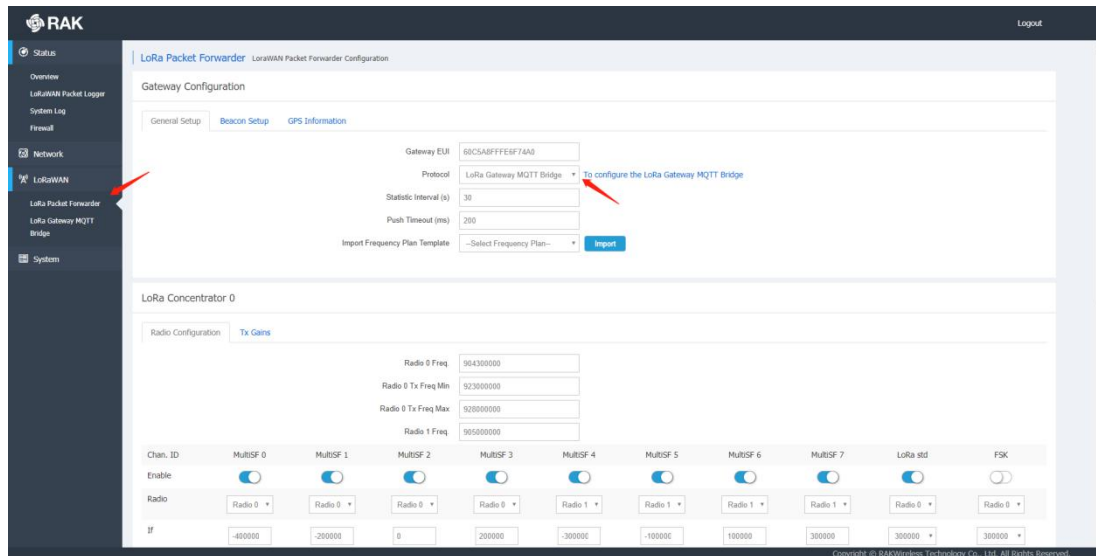 RAK
Logout
Status
Overview
LoRaWAN Packet Logger
System Log
Firewall
Network
LoRaWAN
LoRa Packet Forwarder
LoRa Gateway MQTT
Bridge
System
LoRa Packet Forwarder LoraWAN Packet Forwarder Configuration
Gateway Configuration
General Setup Beacon Setup GPS Information
Gateway EUI 60C5A8FFFE6F74A0
Protocol LoRa Gateway MQTT Bridge To configure the LoRa Gateway MQTT Bridge
Statistic Interval (s) 30
Push Timeout (ms) 200
Import Frequency Plan Template --Select Frequency Plan-- Import
LoRa Concentrator 0
Radio Configuration Tx Gains
Radio 0 Freq. 904300000
Radio 0 Tx Freq Min 923000000
Radio 0 Tx Freq Max 928000000
Radio 1 Freq. 905000000
Chan. ID MultiSF 0 MultiSF 1 MultiSF 2 MultiSF 3 MultiSF 4 MultiSF 5 MultiSF 6 MultiSF 7 LoRa std FSK
Enable
Radio Radio 0 Radio 0 Radio 0 Radio 0 Radio 1 Radio 1 Radio 1 Radio 1 Radio 0 Radio 0
If -400000 -200000 0 200000 -300000 -100000 100000 300000 300000 300000
Copyright © RAKWireless Technology Co., Ltd. All Rights Reserved.